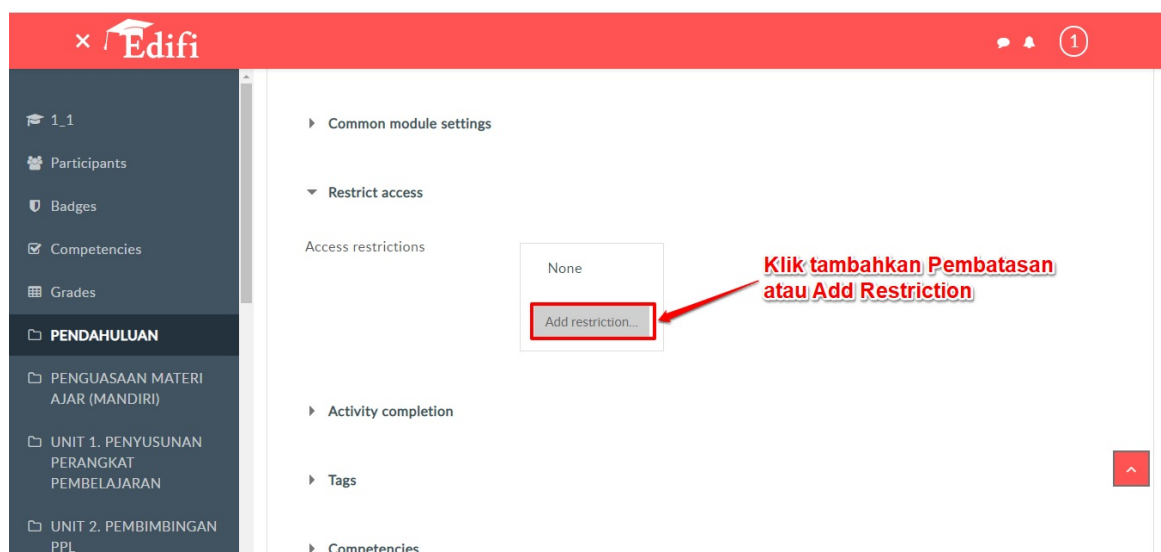 × Edifi
1
1_1
Participants
Badges
Competencies
Grades
PENDAHULUAN
PENGUASAAN MATERI
AJAR (MANDIRI)
UNIT 1. PENYUSUNAN
PERANGKAT
PEMBELAJARAN
UNIT 2. PEMBIMBINGAN
PPL
Common module settings
Restrict access
Access restrictions
None
Add restriction...
Klik tambahkan Pembatasan
atau Add Restriction
Activity completion
Tags
Competencies